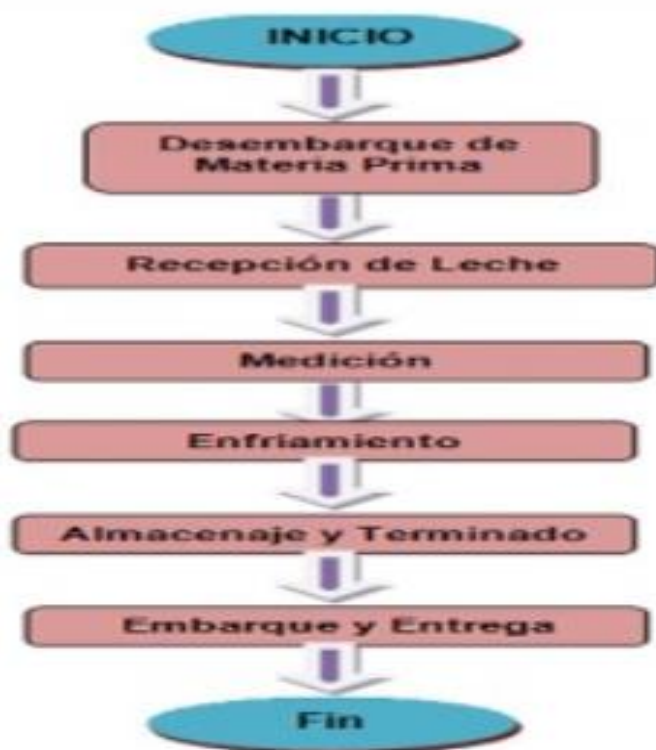 INICIO
Desembarque de
Materia Prima
Recepción de Leche
Medición
Enfriamiento
Almacenaje y Terminado
Embarque y Entrega
Fin